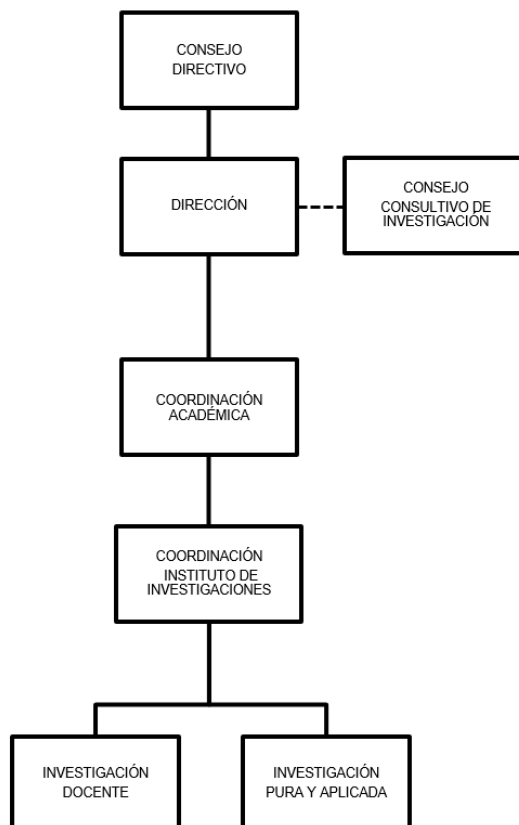 CONSEJO
DIRECTIVO
DIRECCIÓN
CONSEJO
CONSULTIVO DE
INVESTIGACIÓN
COORDINACIÓN
ACADÉMICA
COORDINACIÓN
INSTITUTO DE
INVESTIGACIONES
INVESTIGACIÓN
DOCENTE
INVESTIGACIÓN
PURA Y APLICADA